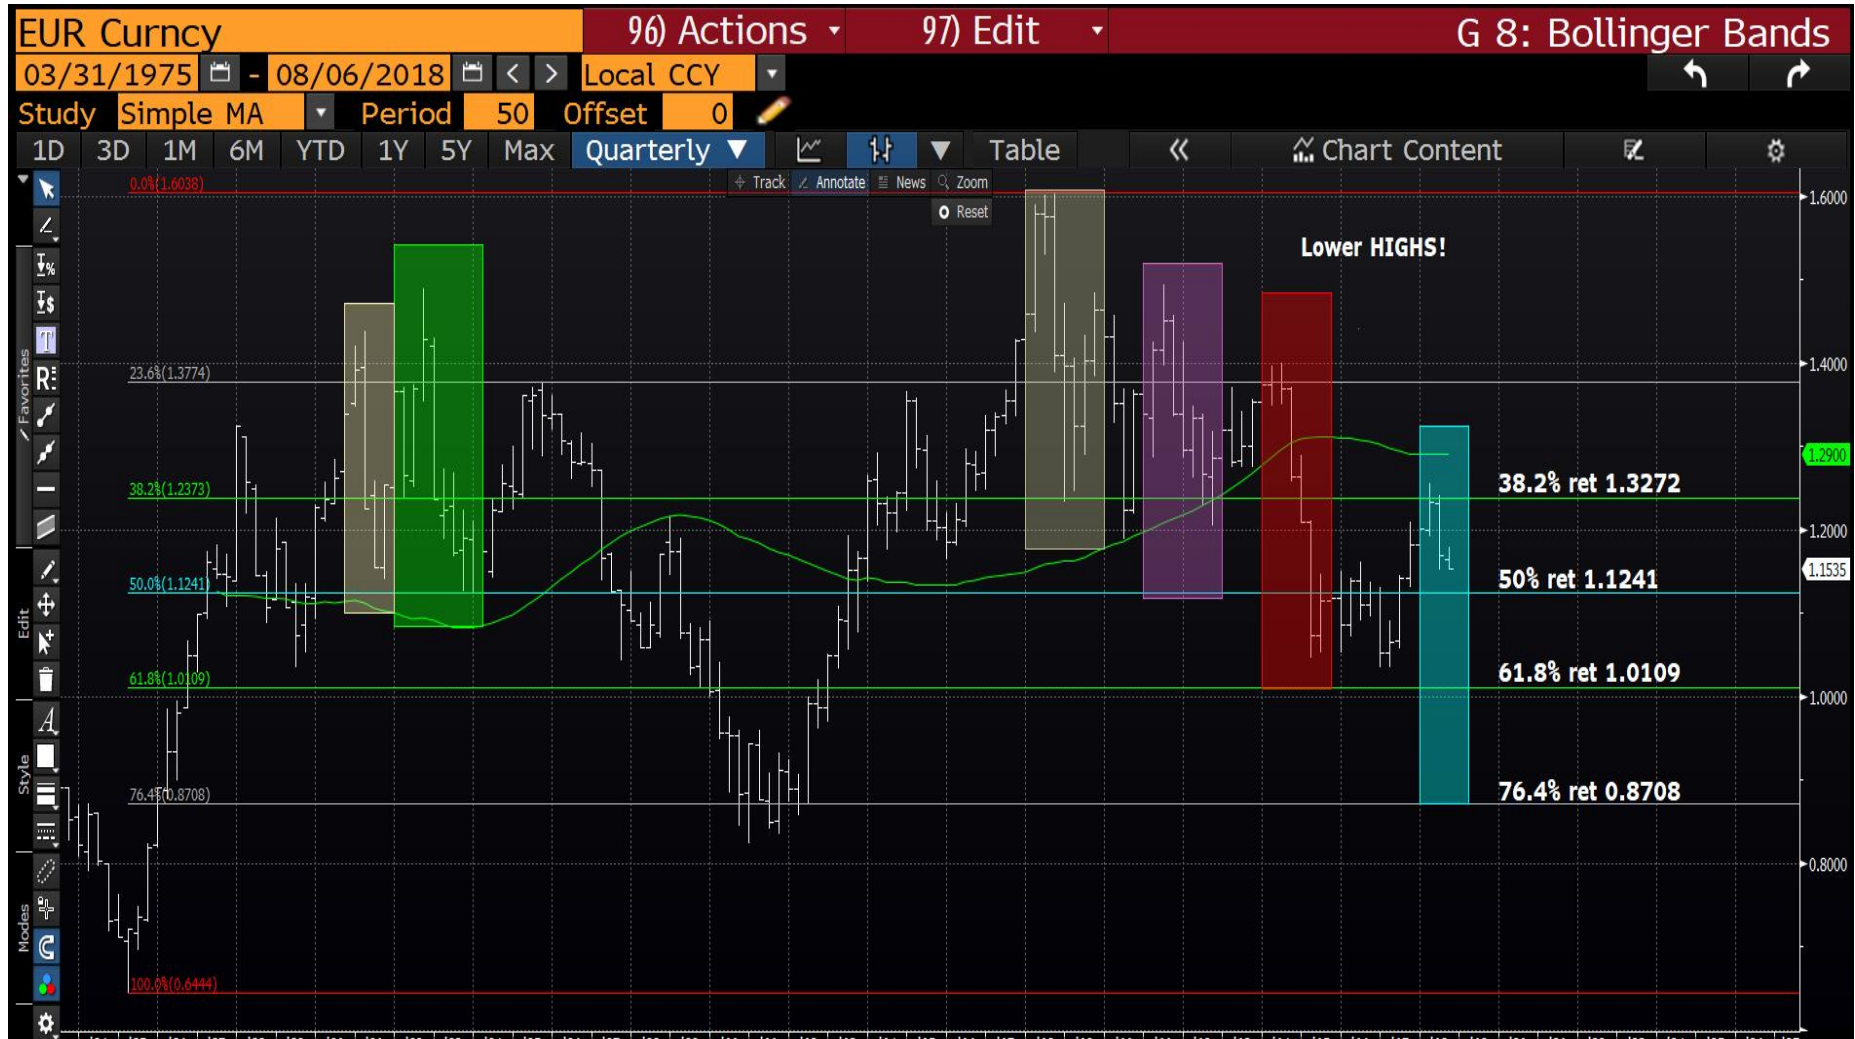 EUR Curncy 96) Actions 97) Edit G 8: Bollinger Bands
03/31/1975 - 08/06/2018 < > Local CCY
Study Simple MA Period 50 Offset 0
1D 3D 1M 6M YTD 1Y 5Y Max Quarterly Table « Chart Content
Track Annotate News Zoom
Reset
0.0%(1.6038)
1.6000
Lower HIGHS!
23.6%(1.3774)
1.4000
1.2900
38.2%(1.2373)
38.2% ret 1.3272
1.2000
1.1535
50.0%(1.1241)
50% ret 1.1241
61.8%(1.0109)
61.8% ret 1.0109
1.0000
76.4%(0.8708)
76.4% ret 0.8708
0.8000
100.0%(0.6444)
Favorites
Edit
Style
Modes